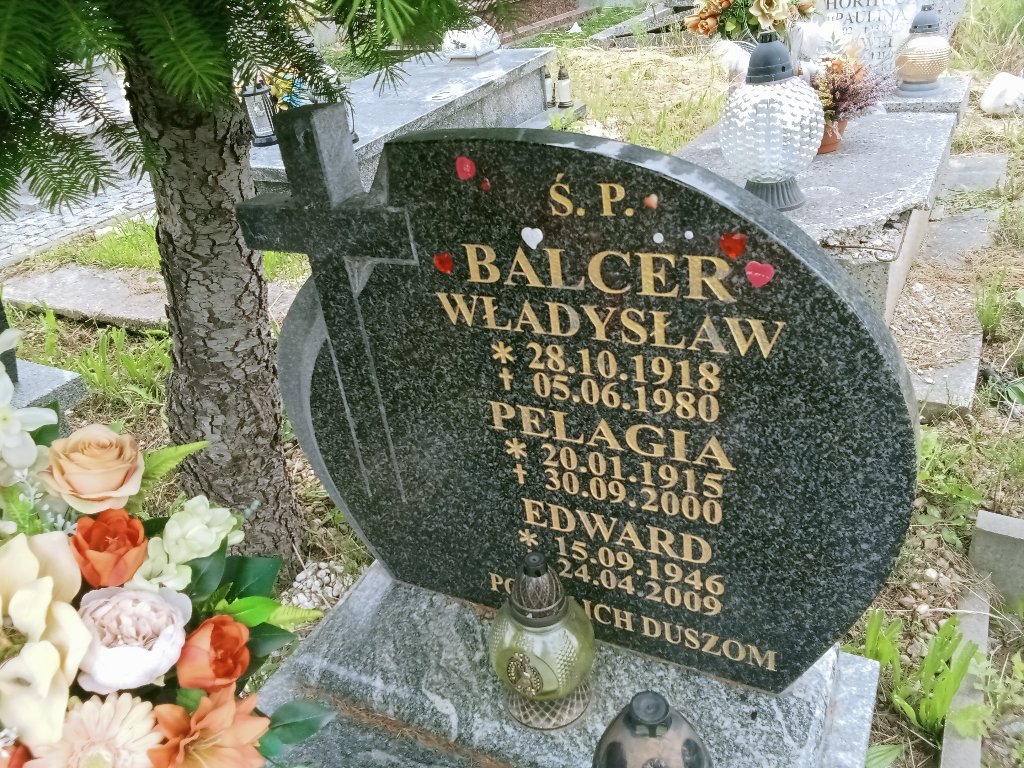 Ś. P.
BALCER
WŁADYSŁAW
* 28.10.1918
† 05.06.1980
PELAGIA
* 20.01.1915
† 30.09.2000
EDWARD
* 15.09.1946
24.04.2009
ICH DUSZOM
PAULINA